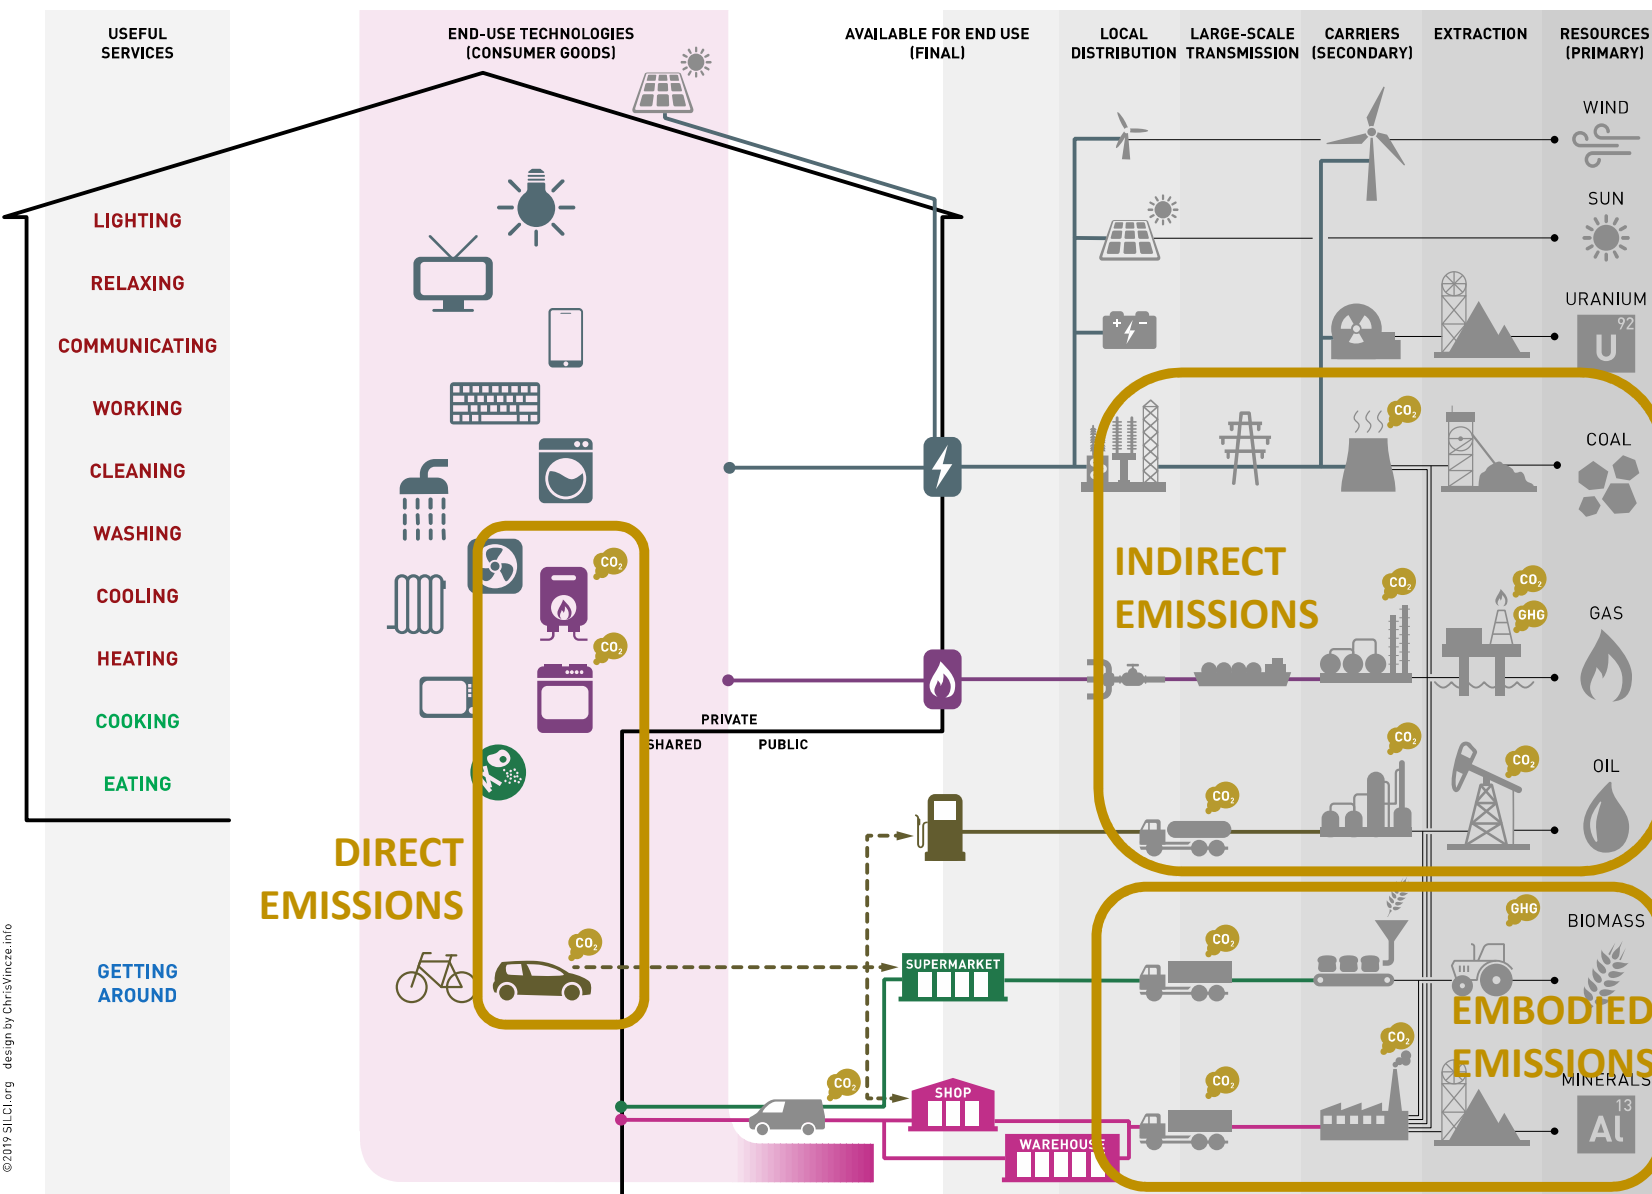 USEFUL
SERVICES
END-USE TECHNOLOGIES
(CONSUMER GOODS)
AVAILABLE FOR END USE
(FINAL)
LOCAL
DISTRIBUTION
LARGE-SCALE
TRANSMISSION
CARRIERS
(SECONDARY)
EXTRACTION
RESOURCES
(PRIMARY)
WIND
SUN
URANIUM
92
U
COAL
GAS
OIL
BIOMASS
MINERALS
13
Al
LIGHTING
RELAXING
COMMUNICATING
WORKING
CLEANING
WASHING
COOLING
HEATING
COOKING
EATING
GETTING
AROUND
CO2
CO2
CO2
CO2
DIRECT
EMISSIONS
PRIVATE
SHARED
PUBLIC
+ −
INDIRECT
EMISSIONS
CO2
CO2
CO2
GHG
CO2
CO2
CO2
SUPERMARKET
CO2
GHG
EMBODIED
EMISSIONS
SHOP
WAREHOUSE
CO2
CO2
©2019 SILCI.org design by ChrisVincze.info